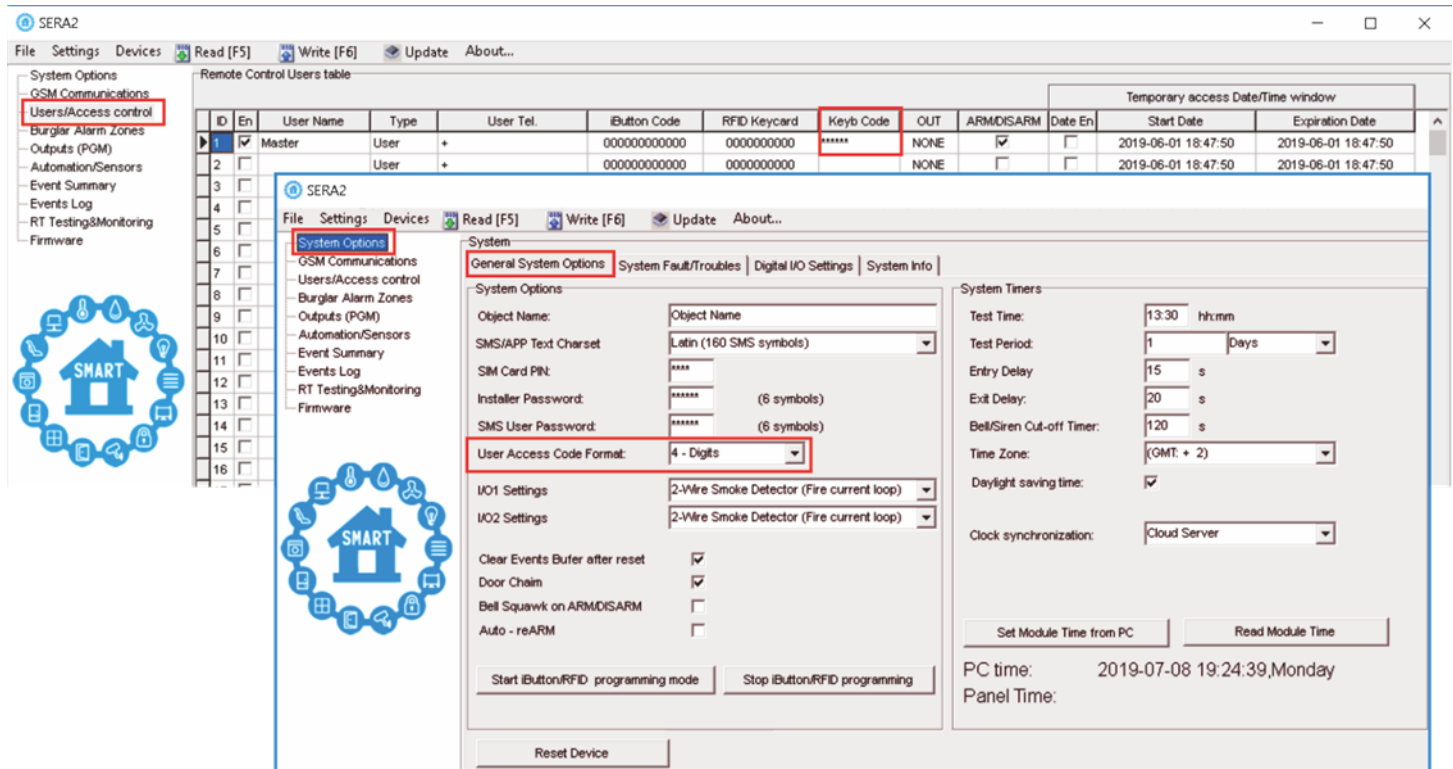 SERA2
File Settings Devices Read [F5] Write [F6] Update About...
System Options
GSM Communications
Users/Access control
Burglar Alarm Zones
Outputs (PGM)
Automation/Sensors
Event Summary
Events Log
RT Testing&Monitoring
Firmware
SMART
Remote Control Users table
Temporary access Date/Time window
ID En User Name Type User Tel. iButton Code RFID Keycard Keyb Code OUT ARM/DISARM Date En Start Date Expiration Date
1 Master User + 000000000000 0000000000 ****** NONE 2019-06-01 18:47:50 2019-06-01 18:47:50
2 User + 000000000000 0000000000 NONE 2019-06-01 18:47:50 2019-06-01 18:47:50
3
4
5
6
7
8
9
10
11
12
13
14
15
16
SERA2
File Settings Devices Read [F5] Write [F6] Update About...
System Options
GSM Communications
Users/Access control
Burglar Alarm Zones
Outputs (PGM)
Automation/Sensors
Event Summary
Events Log
RT Testing&Monitoring
Firmware
SMART
System
General System Options System Fault/Troubles Digital I/O Settings System Info
System Options
Object Name: Object Name
SMS/APP Text Charset Latin (160 SMS symbols)
SIM Card PIN: ****
Installer Password: ****** (6 symbols)
SMS User Password: ****** (6 symbols)
User Access Code Format: 4 - Digits
I/O1 Settings 2-Wire Smoke Detector (Fire current loop)
I/O2 Settings 2-Wire Smoke Detector (Fire current loop)
Clear Events Bufer after reset
Door Chaim
Bell Squawk on ARM/DISARM
Auto - reARM
Start iButton/RFID programming mode Stop iButton/RFID programming
Reset Device
System Timers
Test Time: 13:30 hh:mm
Test Period: 1 Days
Entry Delay 15 s
Exit Delay: 20 s
Bell/Siren Cut-off Timer: 120 s
Time Zone: (GMT: + 2)
Daylight saving time:
Clock synchronization: Cloud Server
Set Module Time from PC Read Module Time
PC time: 2019-07-08 19:24:39,Monday
Panel Time: